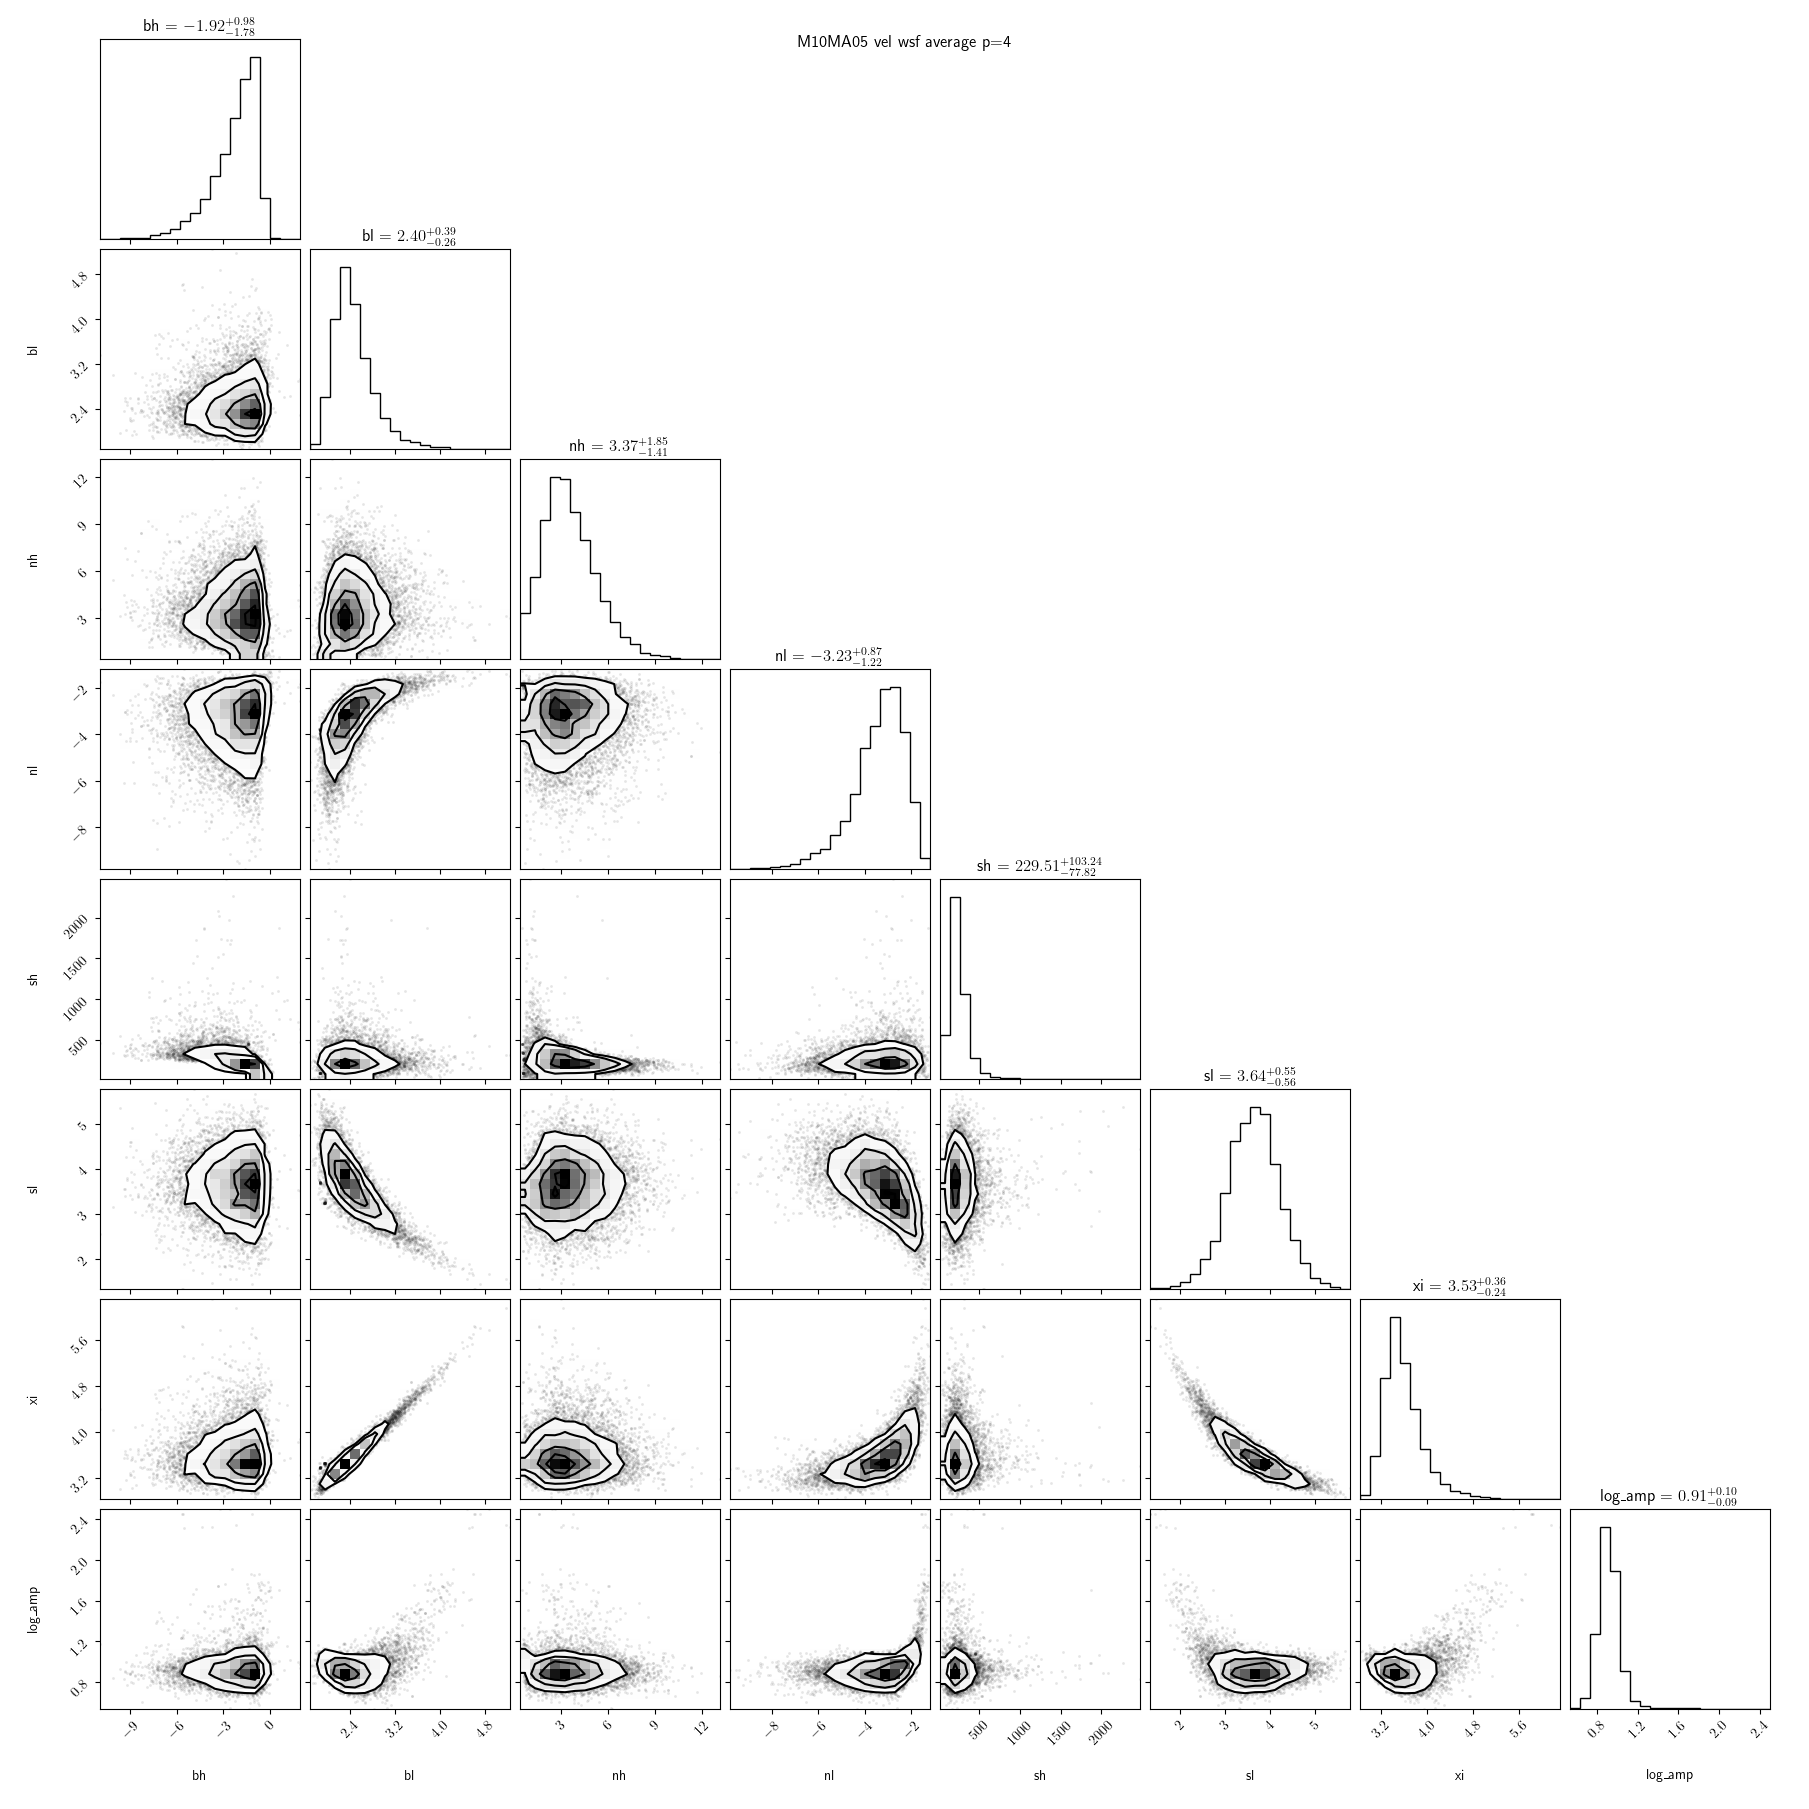 M10MA05 vel wsf average p=4
bh = −1.92^{+0.98}_{−1.78}
bl = 2.40^{+0.39}_{−0.26}
nh = 3.37^{+1.85}_{−1.41}
nl = −3.23^{+0.87}_{−1.22}
sh = 229.51^{+103.24}_{−77.82}
sl = 3.64^{+0.55}_{−0.56}
xi = 3.53^{+0.36}_{−0.24}
log_amp = 0.91^{+0.10}_{−0.09}
bl
4.8
4.0
3.2
2.4
nh
12
9
6
3
nl
−2
−4
−6
−8
sh
2000
1500
1000
500
sl
5
4
3
2
xi
5.6
4.8
4.0
3.2
log_amp
2.4
2.0
1.6
1.2
0.8
−9 −6 −3 0
2.4 3.2 4.0 4.8
3 6 9 12
−8 −6 −4 −2
500 1000 1500 2000
2 3 4 5
3.2 4.0 4.8 5.6
0.8 1.2 1.6 2.0 2.4
bh bl nh nl sh sl xi log_amp